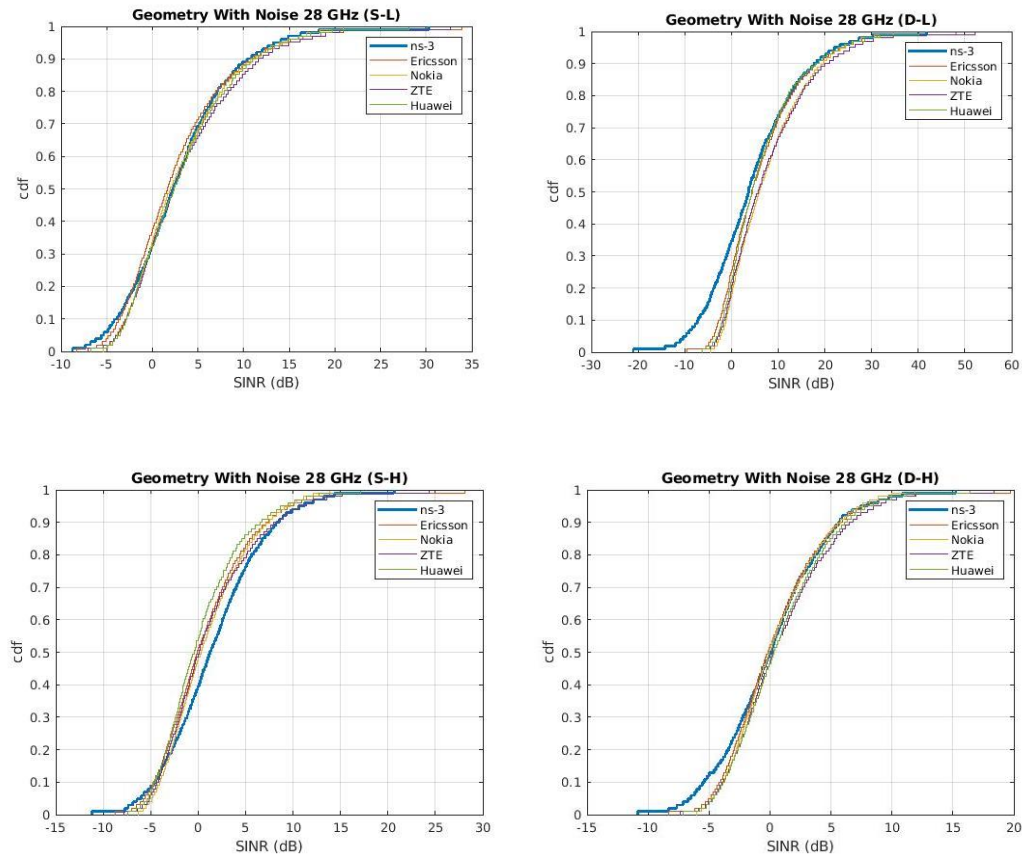 Geometry With Noise 28 GHz (S-L)
1
0.9
0.8
0.7
0.6
0.5
0.4
0.3
0.2
0.1
0
cdf
-10 -5 0 5 10 15 20 25 30 35
SINR (dB)
ns-3
Ericsson
Nokia
ZTE
Huawei
Geometry With Noise 28 GHz (D-L)
1
0.9
0.8
0.7
0.6
0.5
0.4
0.3
0.2
0.1
0
cdf
-30 -20 -10 0 10 20 30 40 50 60
SINR (dB)
ns-3
Ericsson
Nokia
ZTE
Huawei
Geometry With Noise 28 GHz (S-H)
1
0.9
0.8
0.7
0.6
0.5
0.4
0.3
0.2
0.1
0
cdf
-15 -10 -5 0 5 10 15 20 25 30
SINR (dB)
ns-3
Ericsson
Nokia
ZTE
Huawei
Geometry With Noise 28 GHz (D-H)
1
0.9
0.8
0.7
0.6
0.5
0.4
0.3
0.2
0.1
0
cdf
-15 -10 -5 0 5 10 15 20
SINR (dB)
ns-3
Ericsson
Nokia
ZTE
Huawei